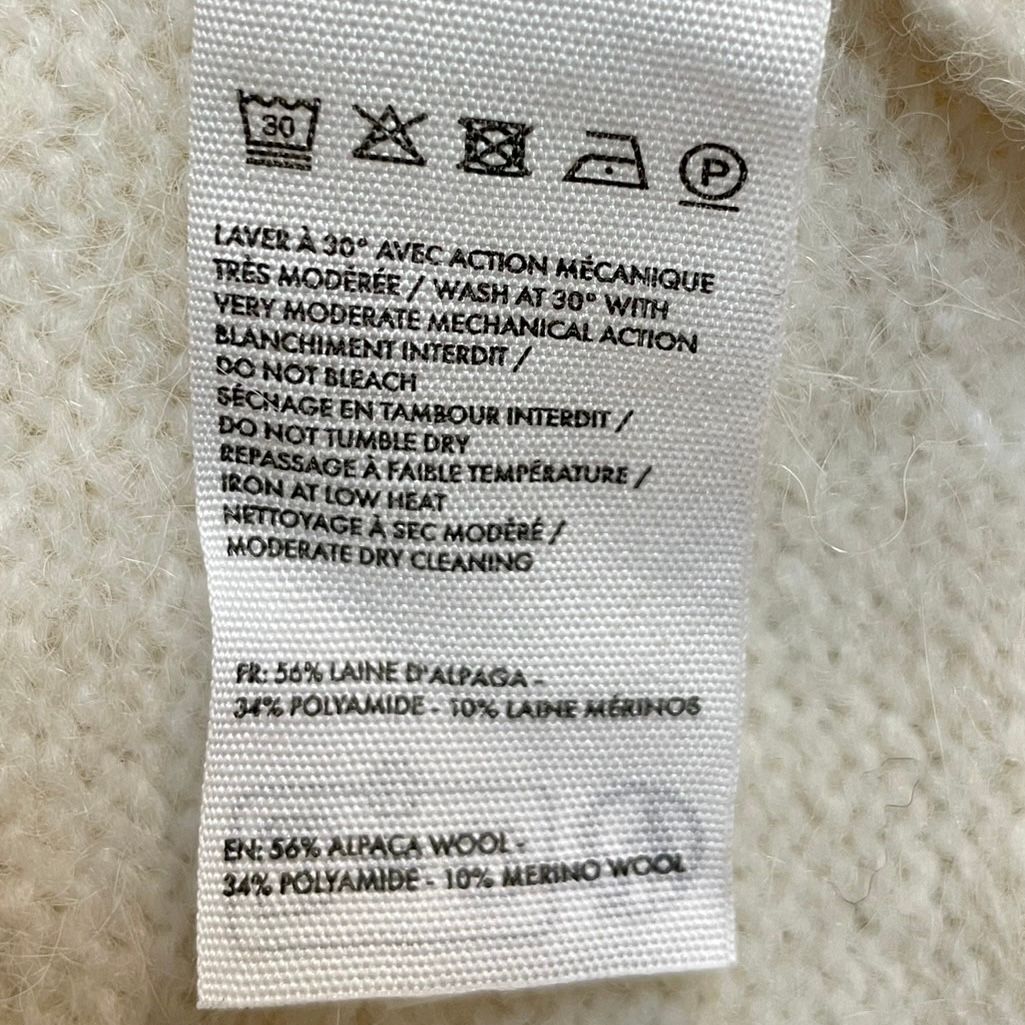 30 P
LAVER À 30° AVEC ACTION MÉCANIQUE
TRÈS MODÉRÉE / WASH AT 30° WITH
VERY MODERATE MECHANICAL ACTION
BLANCHIMENT INTERDIT /
DO NOT BLEACH
SÉCHAGE EN TAMBOUR INTERDIT /
DO NOT TUMBLE DRY
REPASSAGE À FAIBLE TEMPÉRATURE /
IRON AT LOW HEAT
NETTOYAGE À SEC MODÉRÉ /
MODERATE DRY CLEANING
FR: 56% LAINE D'ALPAGA -
34% POLYAMIDE - 10% LAINE MÉRINOS
EN: 56% ALPACA WOOL -
34% POLYAMIDE - 10% MERINO WOOL